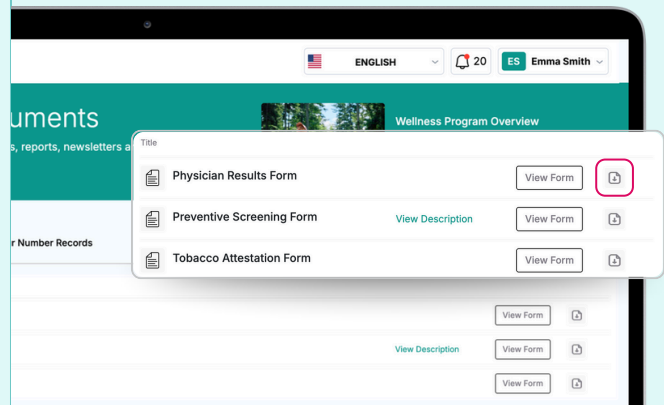 ENGLISH
20
ES Emma Smith
uments
s, reports, newsletters a
Wellness Program Overview
Title
Physician Results Form View Form
Preventive Screening Form View Description View Form
Tobacco Attestation Form View Form
r Number Records
View Form
View Description View Form
View Form